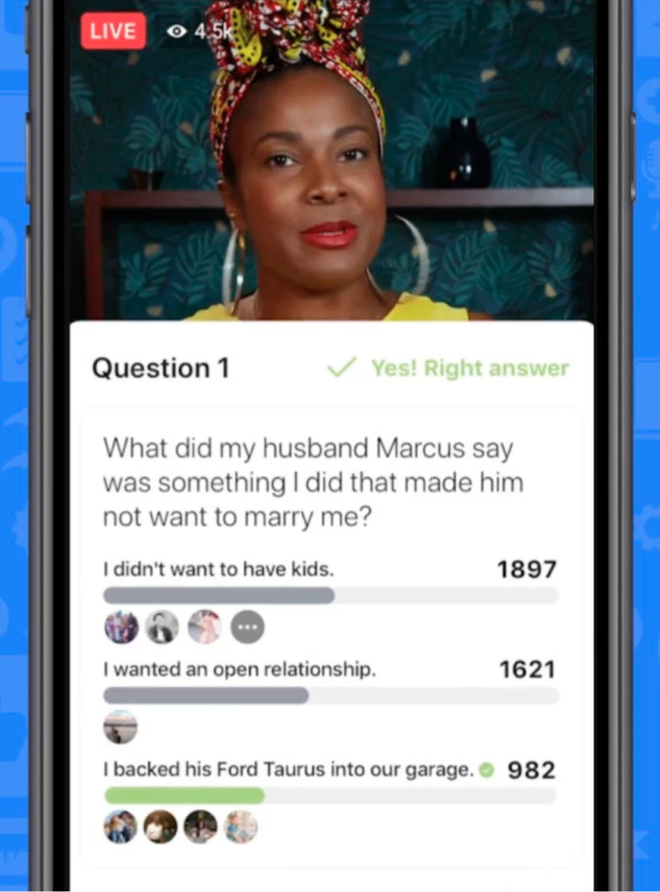 LIVE 4.5k
Question 1 Yes! Right answer
What did my husband Marcus say
was something I did that made him
not want to marry me?
I didn't want to have kids. 1897
I wanted an open relationship. 1621
I backed his Ford Taurus into our garage. 982